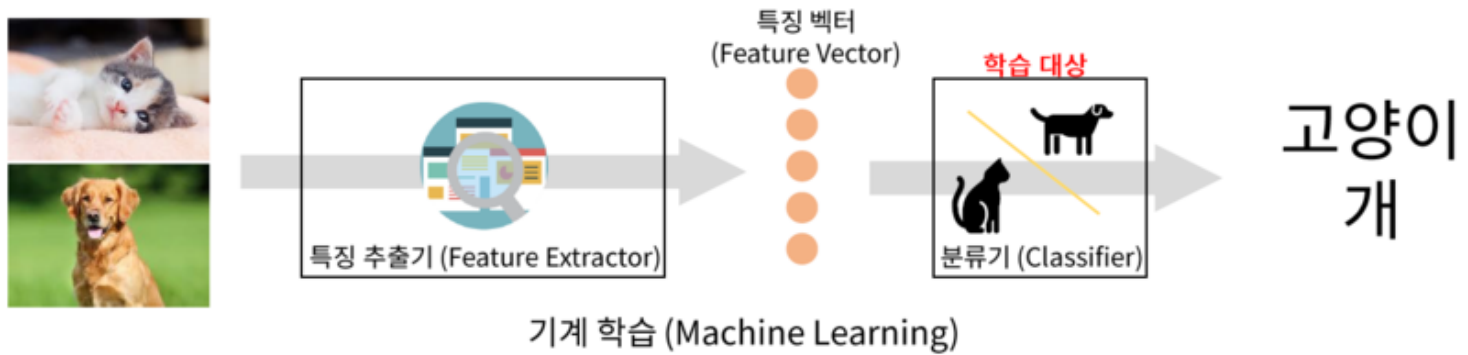 특징 벡터
(Feature Vector)
학습 대상
고양이
개
특징 추출기 (Feature Extractor)
분류기 (Classifier)
기계 학습 (Machine Learning)